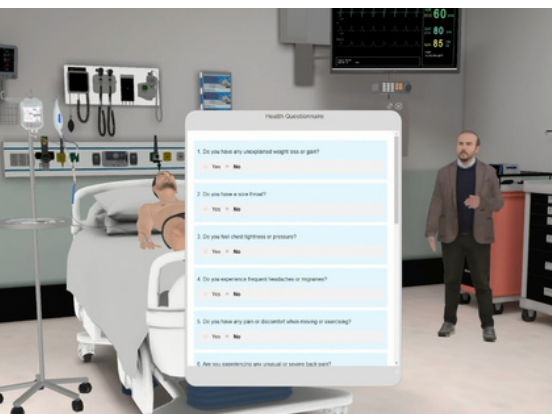 60
80
85
Health Questionnaire
1. Do you have any unexplained weight loss or gain?
Yes No
2. Do you have a sore throat?
Yes No
3. Do you feel chest tightness or pressure?
Yes No
4. Do you experience frequent headaches or migraines?
Yes No
5. Do you have any pain or discomfort when moving or exercising?
Yes No
6. Are you experiencing any unusual or severe back pain?